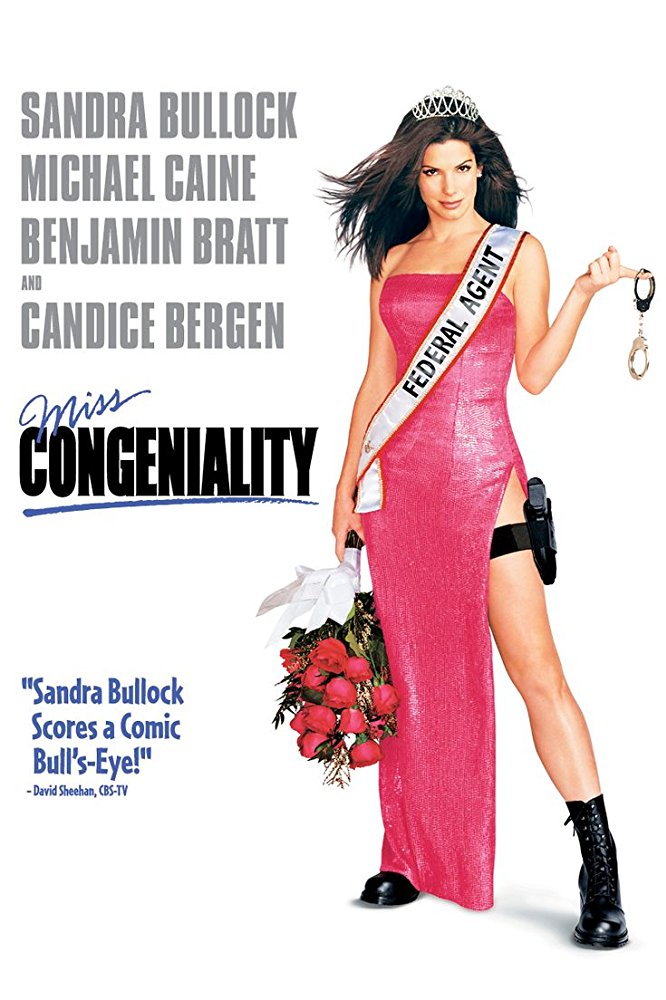 SANDRA BULLOCK
MICHAEL CAINE
BENJAMIN BRATT
AND
CANDICE BERGEN
Miss
CONGENIALITY
FEDERAL AGENT
"Sandra Bullock
Scores a Comic
Bull's-Eye!"
– David Sheehan, CBS-TV